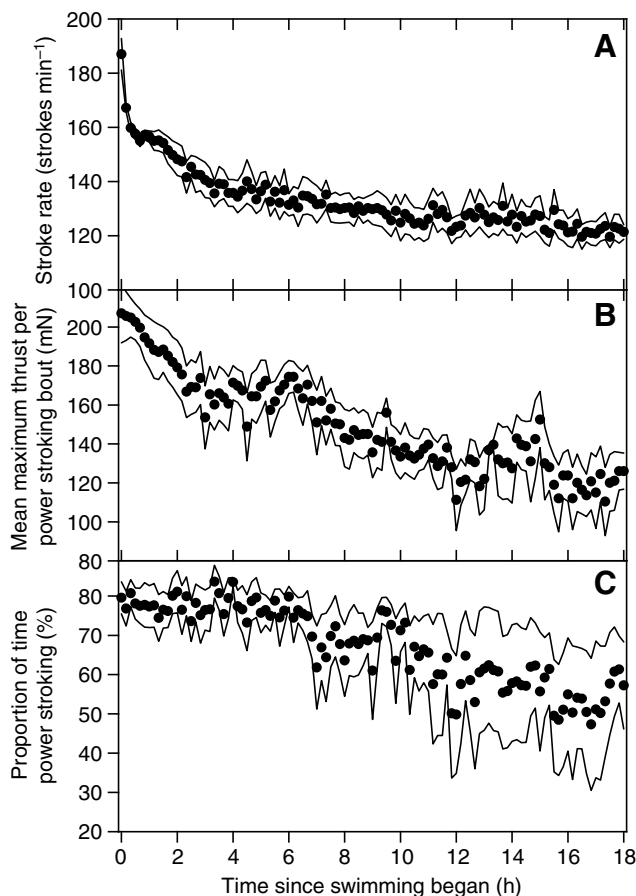 A
Stroke rate (strokes min⁻¹)
200
180
160
140
120
100
B
Mean maximum thrust per
power stroking bout (mN)
200
180
160
140
120
100
80
C
Proportion of time
power stroking (%)
80
70
60
50
40
30
20
0 2 4 6 8 10 12 14 16 18
Time since swimming began (h)